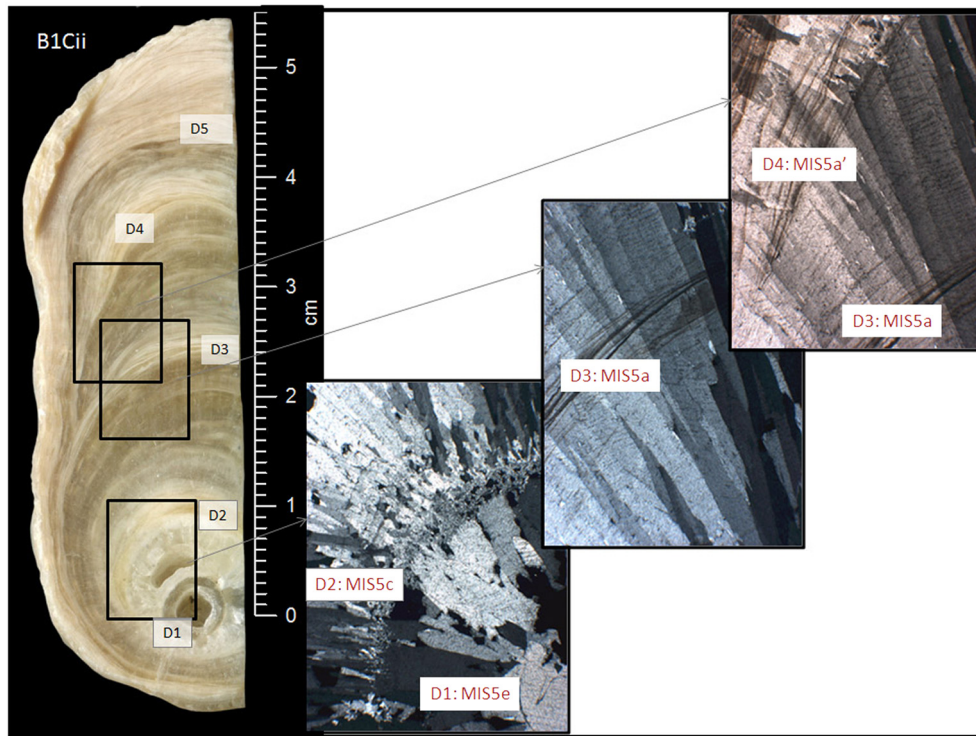 B1Cii
5
D5
4
D4
3
cm
D3
2
1
D2
0
D1
D4: MIS5a’
D3: MIS5a
D3: MIS5a
D2: MIS5c
D1: MIS5e